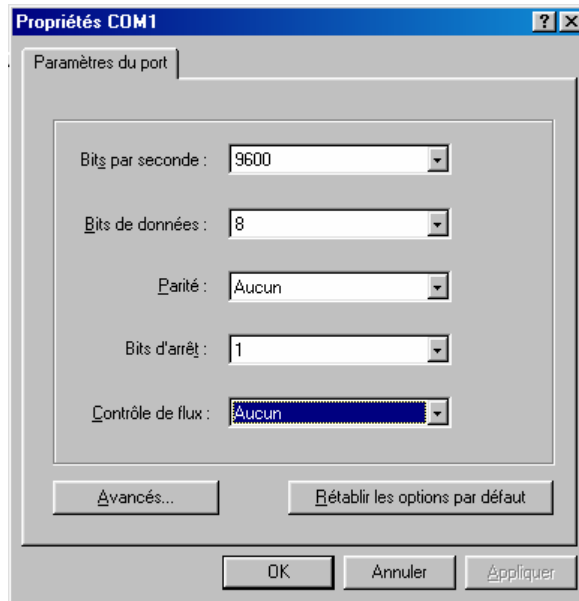 Propriétés COM1
Paramètres du port
Bits par seconde : 9600
Bits de données : 8
Parité : Aucun
Bits d'arrêt : 1
Contrôle de flux : Aucun
Avancés... Rétablir les options par défaut
OK Annuler Appliquer